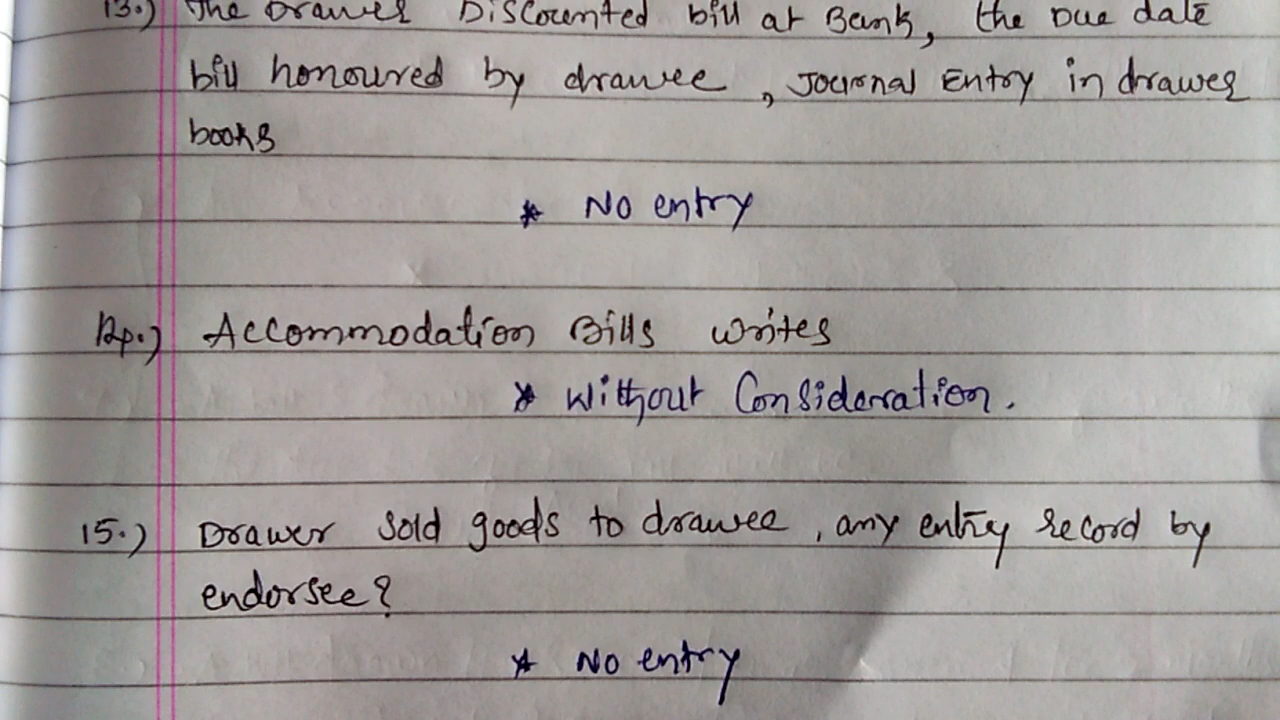 13.) The Drawer Discounted bill at Bank, the Due date
bill honoured by drawee, Journal Entry in drawer
books
* No entry
14.) Accommodation Bills writes
* Without Consideration.
15.) Drawer sold goods to drawee, any entry record by
endorsee?
* No entry